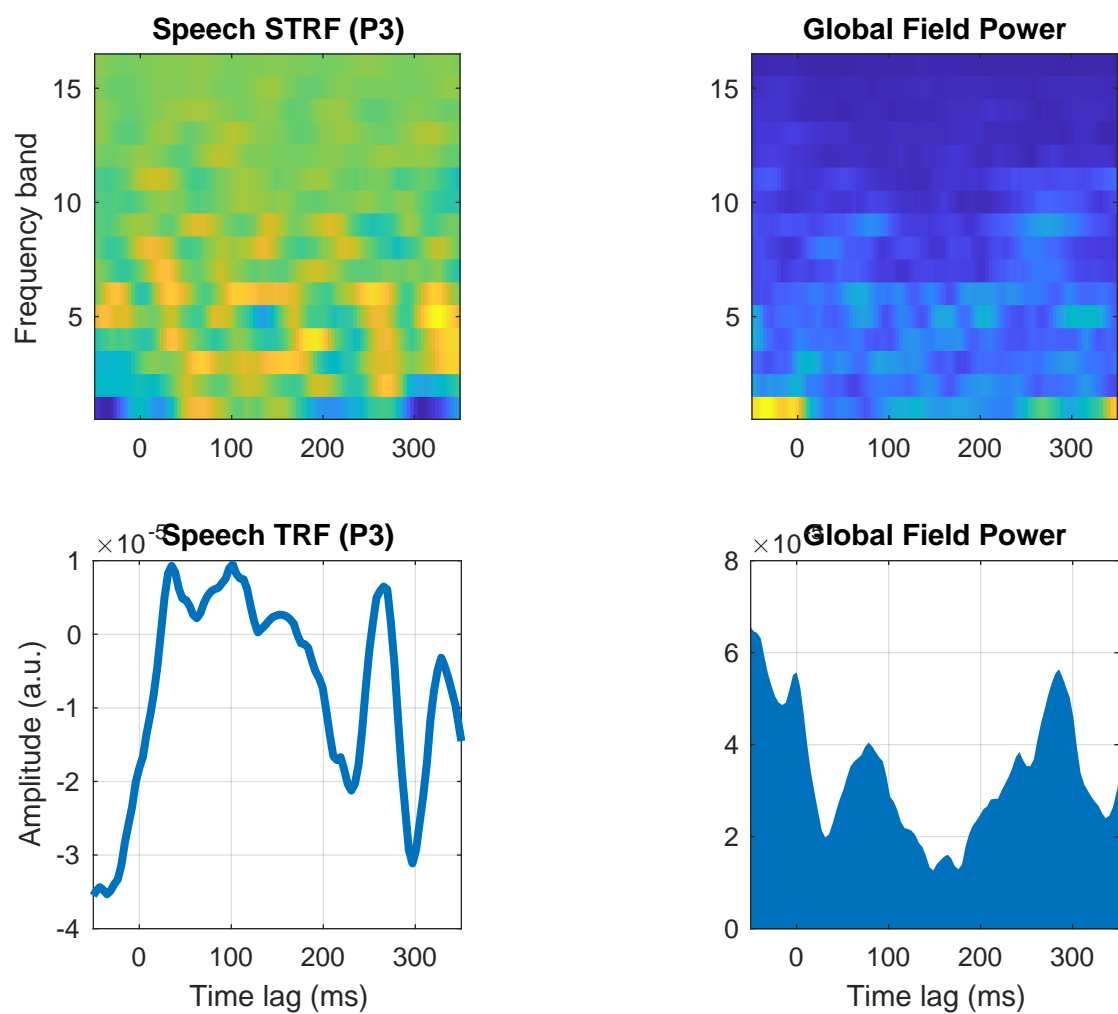 Speech STRF (P3)
Frequency band
15
10
5
0 100 200 300
Global Field Power
15
10
5
0 100 200 300
Speech TRF (P3)
×10⁻⁵
Amplitude (a.u.)
1
0
-1
-2
-3
-4
0 100 200 300
Time lag (ms)
Global Field Power
×10
8
6
4
2
0
0 100 200 300
Time lag (ms)